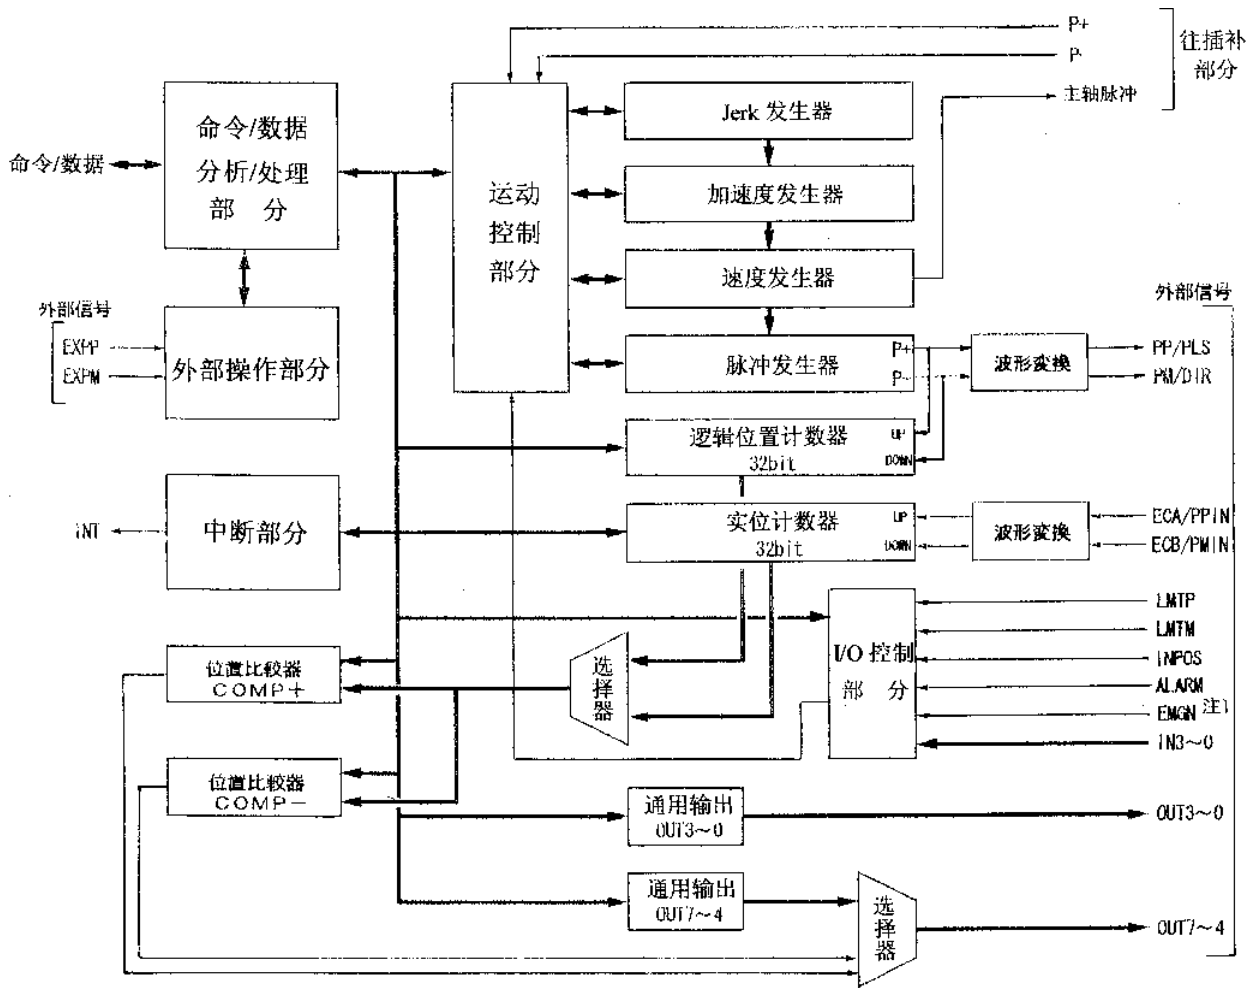 P+
P-
往插补
部分
主轴脉冲
命令/数据
命令/数据
分析/处理
部 分
运动
控制
部分
Jerk 发生器
加速度发生器
速度发生器
脉冲发生器
P+
P-
波形变换
外部信号
PP/PLS
PM/DIR
外部信号
EXPP
EXPM
外部操作部分
逻辑位置计数器
32bit
UP
DOWN
INT
中断部分
实位计数器
32bit
UP
DOWN
波形变换
ECA/PPIN
ECB/PMIN
I/O 控制
部 分
LMTP
LMTM
INPOS
ALARM
EMGN 注1
IN3~0
位置比较器
COMP+
选择器
位置比较器
COMP-
通用输出
OUT3~0
OUT3~0
通用输出
OUT7~4
选择器
OUT7~4